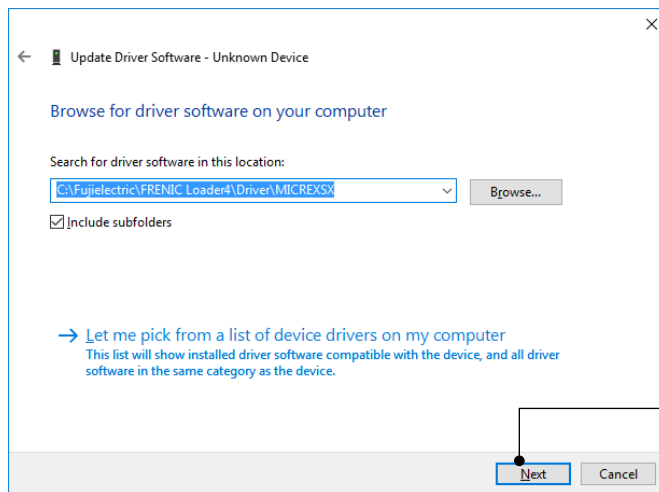 Update Driver Software - Unknown Device
Browse for driver software on your computer
Search for driver software in this location:
C:\Fujielectric\FRENIC Loader4\Driver\MICREXSX
Browse...
Include subfolders
Let me pick from a list of device drivers on my computer
This list will show installed driver software compatible with the device, and all driver
software in the same category as the device.
Next
Cancel